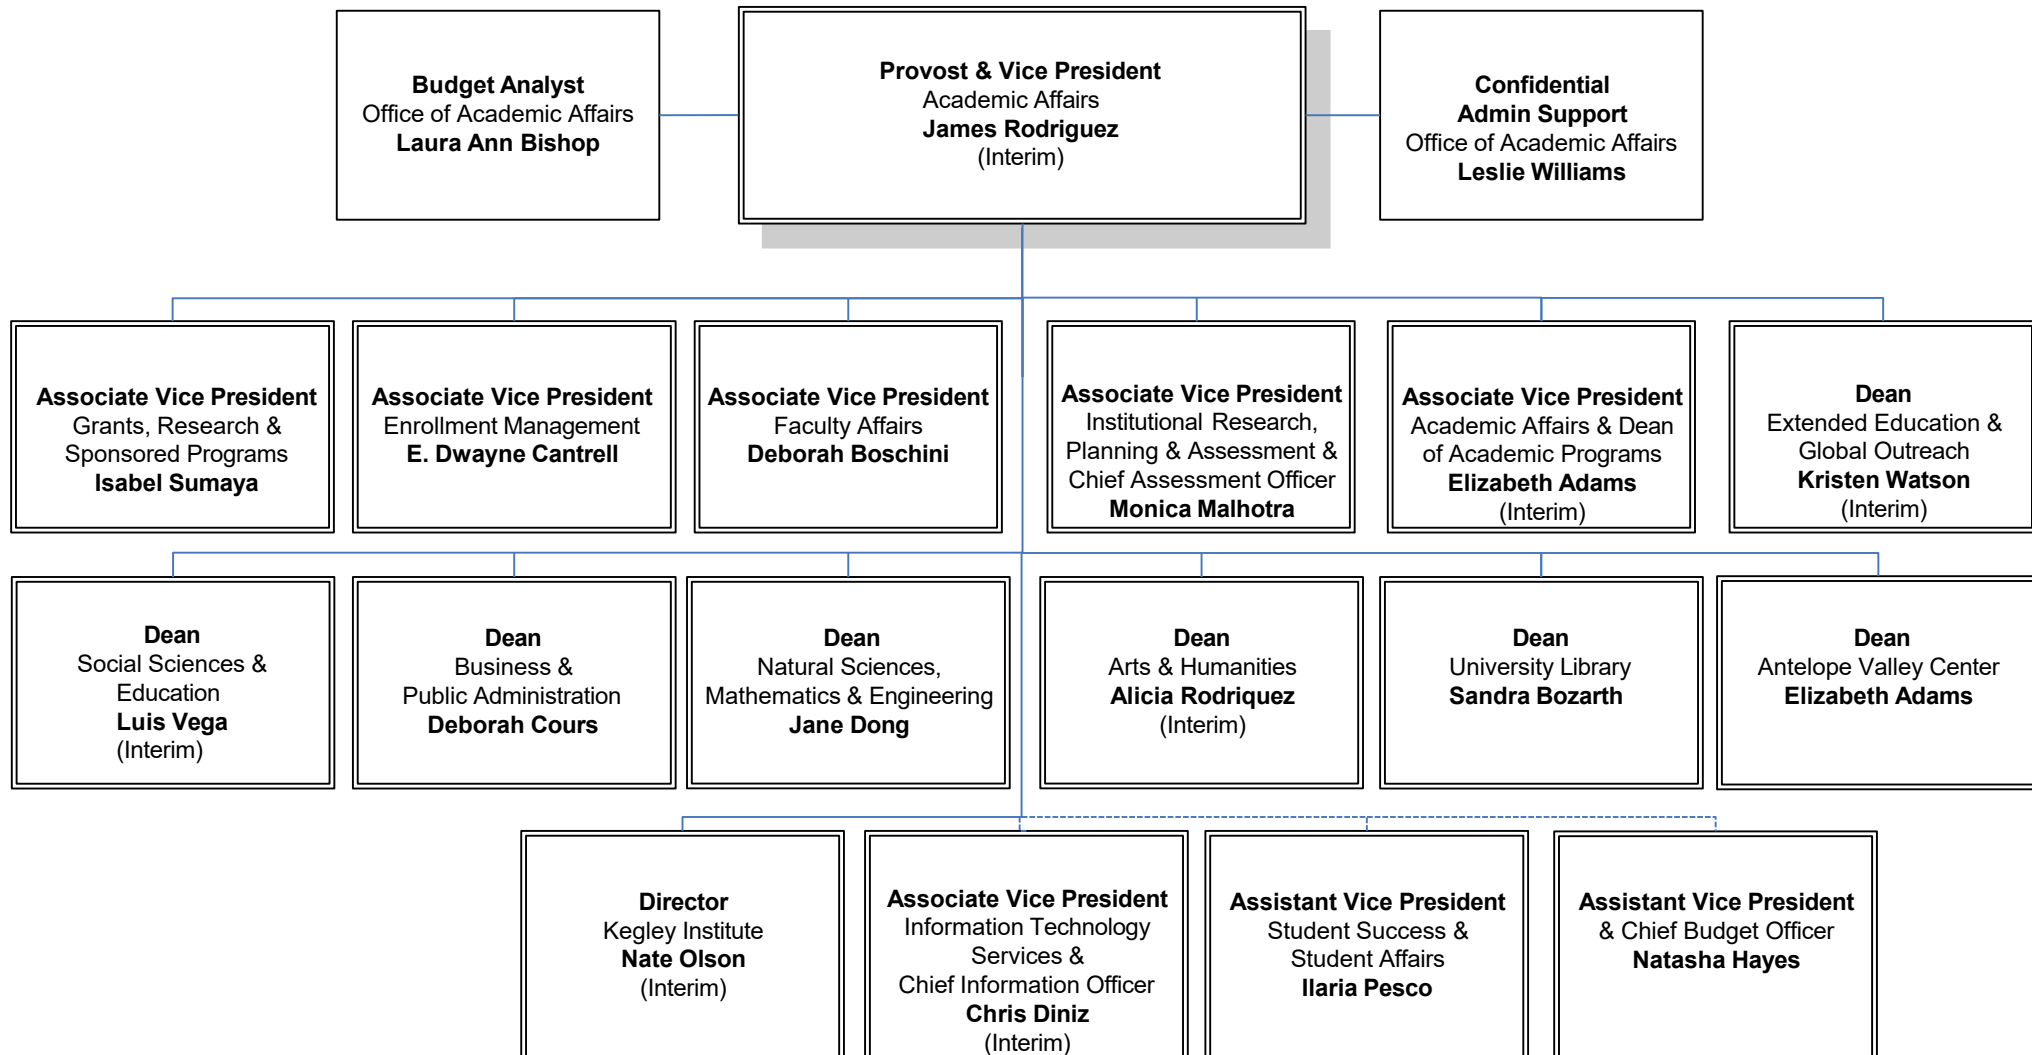 Budget Analyst
Office of Academic Affairs
Laura Ann Bishop
Provost & Vice President
Academic Affairs
James Rodriguez
(Interim)
Confidential
Admin Support
Office of Academic Affairs
Leslie Williams
Associate Vice President
Grants, Research &
Sponsored Programs
Isabel Sumaya
Associate Vice President
Enrollment Management
E. Dwayne Cantrell
Associate Vice President
Faculty Affairs
Deborah Boschini
Associate Vice President
Institutional Research,
Planning & Assessment &
Chief Assessment Officer
Monica Malhotra
Associate Vice President
Academic Affairs & Dean
of Academic Programs
Elizabeth Adams
(Interim)
Dean
Extended Education &
Global Outreach
Kristen Watson
(Interim)
Dean
Social Sciences &
Education
Luis Vega
(Interim)
Dean
Business &
Public Administration
Deborah Cours
Dean
Natural Sciences,
Mathematics & Engineering
Jane Dong
Dean
Arts & Humanities
Alicia Rodriquez
(Interim)
Dean
University Library
Sandra Bozarth
Dean
Antelope Valley Center
Elizabeth Adams
Director
Kegley Institute
Nate Olson
(Interim)
Associate Vice President
Information Technology
Services &
Chief Information Officer
Chris Diniz
(Interim)
Assistant Vice President
Student Success &
Student Affairs
Ilaria Pesco
Assistant Vice President
& Chief Budget Officer
Natasha Hayes